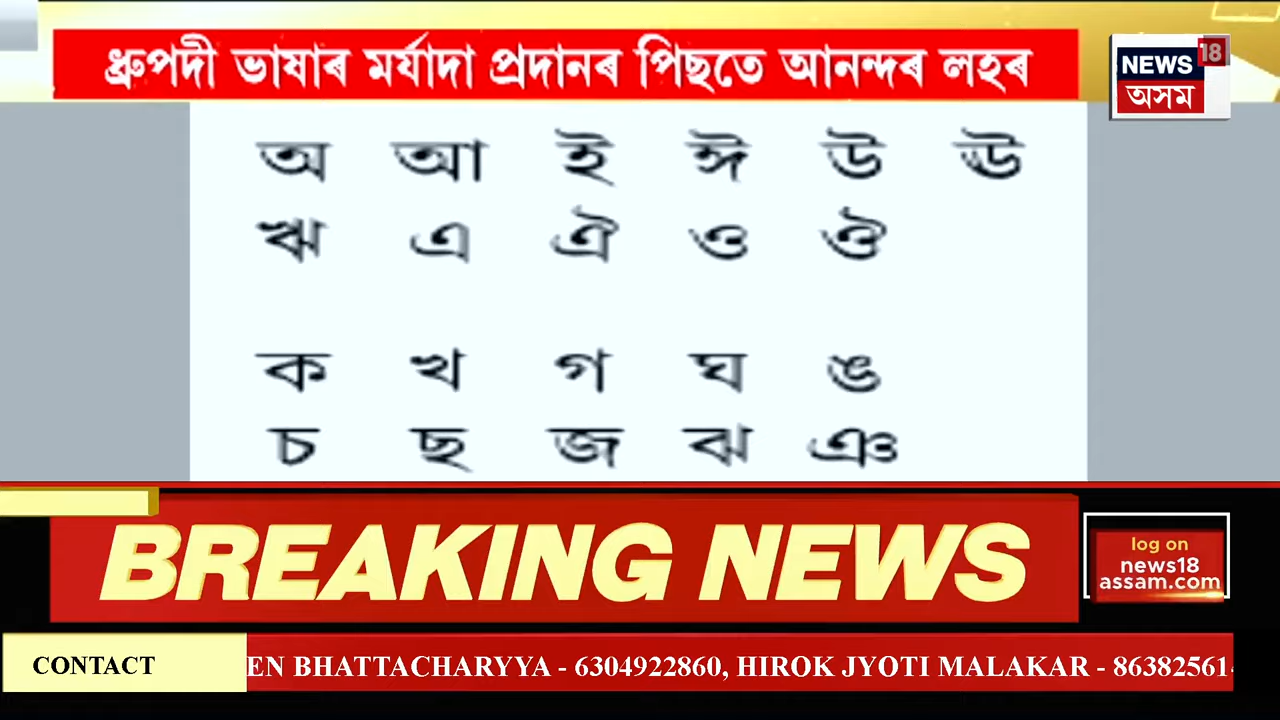 ধ্ৰুপদী ভাষাৰ মৰ্যাদা প্ৰদানৰ পিছতে আনন্দৰ লহৰ
NEWS 18
অসম
অ আ ই ঈ উ ঊ
ঋ এ ঐ ও ঔ
ক খ গ ঘ ঙ
চ ছ জ ঝ ঞ
BREAKING NEWS
log on
news18
assam.com
CONTACT
EN BHATTACHARYYA - 6304922860, HIROK JYOTI MALAKAR - 86382561